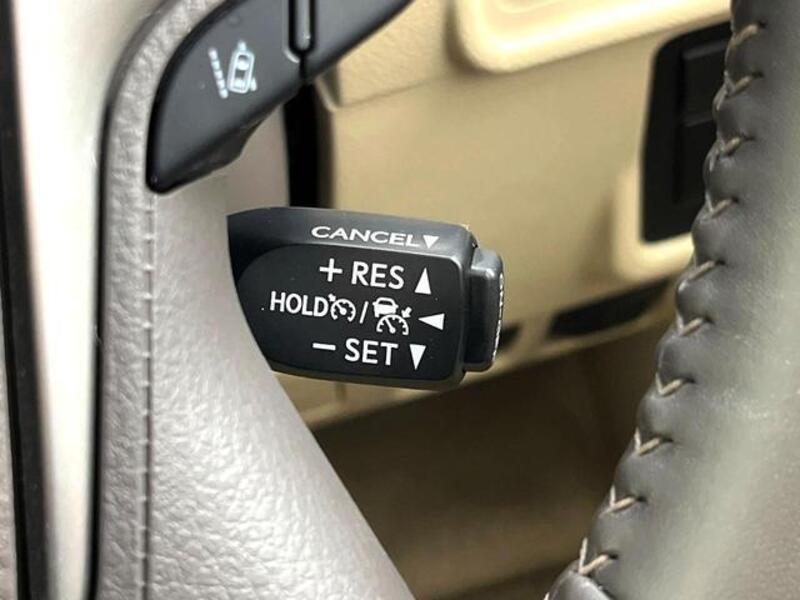 CANCEL▼
+ RES ▲
HOLD / ◀
− SET ▼